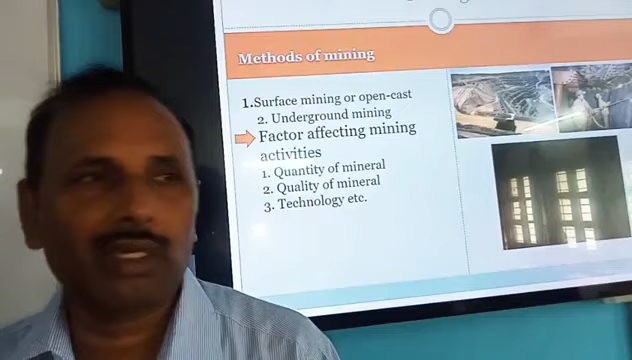 Methods of mining
1.Surface mining or open-cast
2. Underground mining
Factor affecting mining
activities
1. Quantity of mineral
2. Quality of mineral
3. Technology etc.